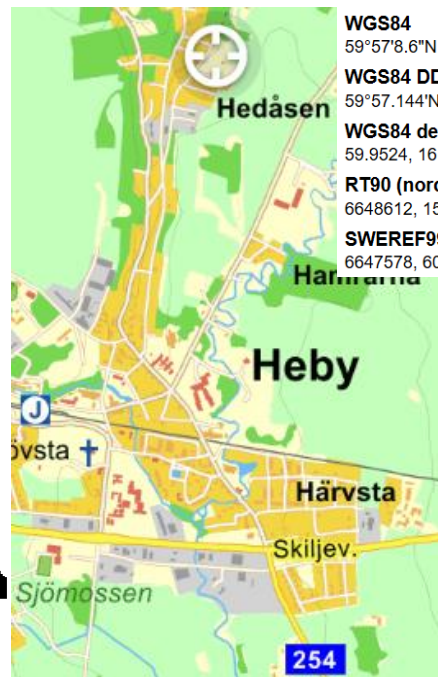 WGS84
59°57'8.6"N
WGS84 DD
59°57.144'N
WGS84 de
59.9524, 16
RT90 (nord
6648612, 15
SWEREF99
6647578, 60
Hedåsen
Hamrarna
Heby
J
ovsta
Härvsta
Skiljev.
Sjömossen
254